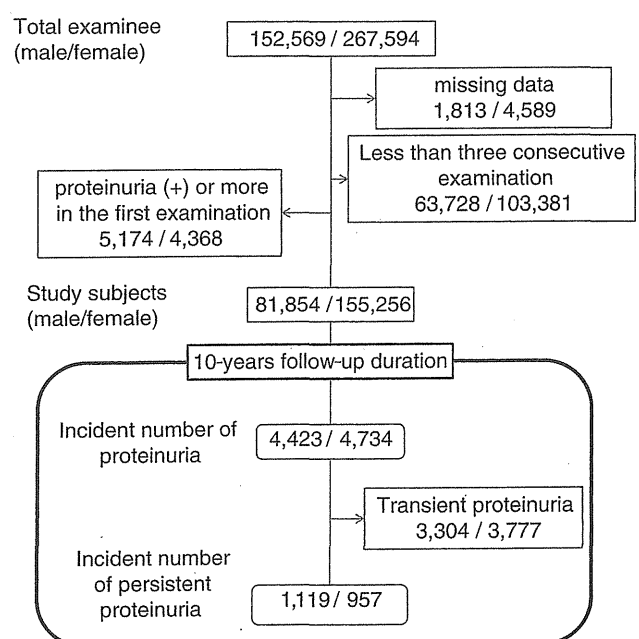 Total examinee
(male/female)
152,569 / 267,594
missing data
1,813 / 4,589
Less than three consecutive
examination
63,728 / 103,381
proteinuria (+) or more
in the first examination
5,174 / 4,368
Study subjects
(male/female)
81,854 / 155,256
10-years follow-up duration
Incident number of
proteinuria
4,423 / 4,734
Transient proteinuria
3,304 / 3,777
Incident number
of persistent
proteinuria
1,119 / 957